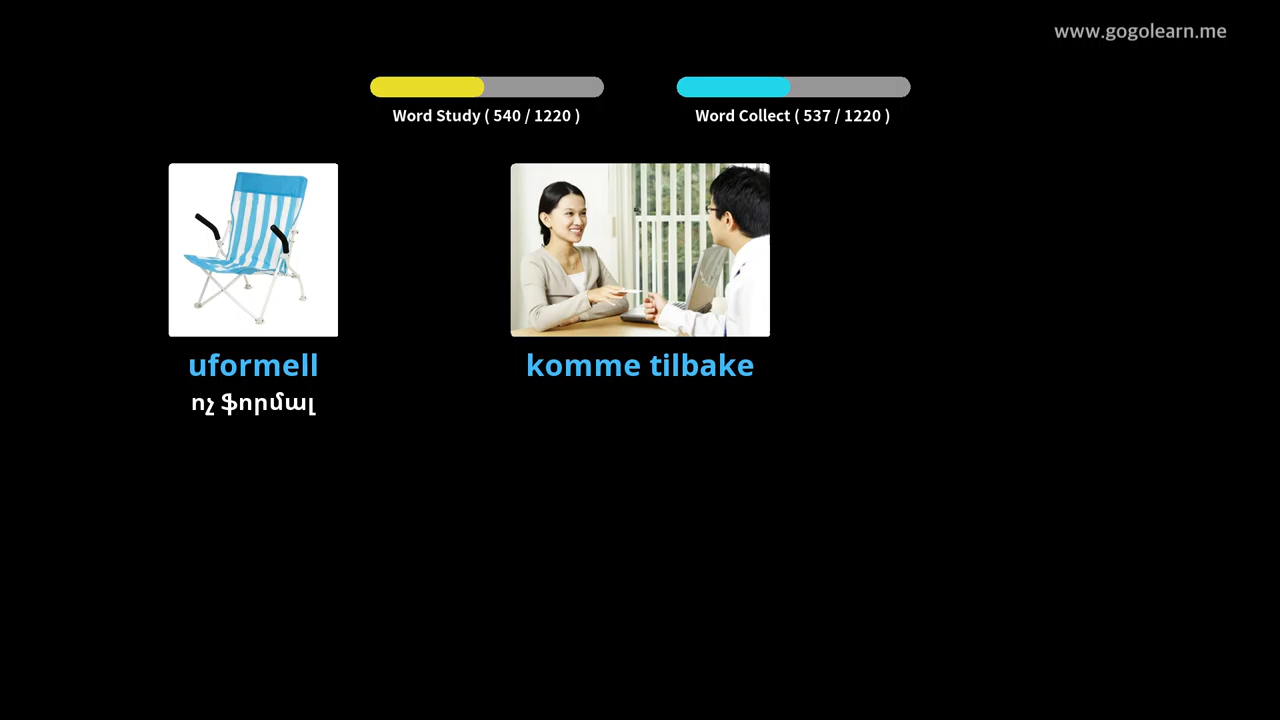 www.gogolearn.me
Word Study ( 540 / 1220 )
Word Collect ( 537 / 1220 )
uformell
ոչ ֆորմալ
komme tilbake